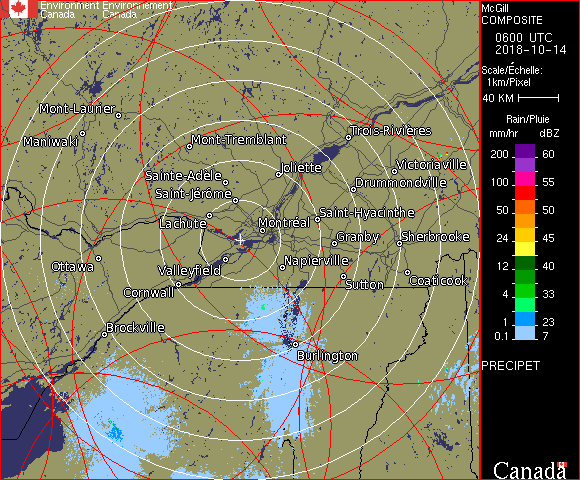 Environment Environnement
Canada Canada
McGill
COMPOSITE
0600 UTC
2018-10-14
Scale/Échelle:
1km/Pixel
40 KM
Rain/Pluie
mm/hr dBZ
200 60
150 57
100 55
50 50
24 45
12 40
4 33
1 23
0.1 7
PRECIPET
Canada
Mont-Laurier
Maniwaki
Mont-Tremblant
Trois-Rivières
Joliette
Victoriaville
Sainte-Adèle
Drummondville
Saint-Jérôme
Saint-Hyacinthe
Lachute
Montréal
Granby
Sherbrooke
Ottawa
Valleyfield
Napierville
Cornwall
Sutton
Coaticook
Brockville
Burlington